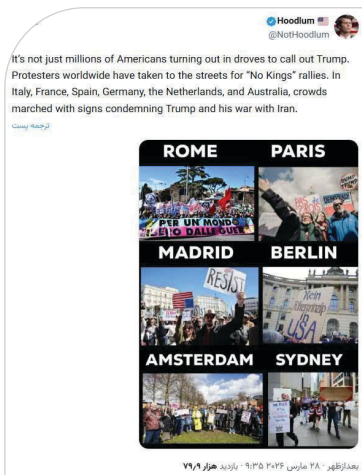 Hoodlum
@NotHoodlum
It's not just millions of Americans turning out in droves to call out Trump.
Protesters worldwide have taken to the streets for "No Kings" rallies. In
Italy, France, Spain, Germany, the Netherlands, and Australia, crowds
marched with signs condemning Trump and his war with Iran.
ترجمه پست
ROME PARIS
PER UN MONDO
MADRID BERLIN
RESIST
Kein
USA
AMSTERDAM SYDNEY
بعدازظهر · ۲۸ مارس ۲۰۲۶ ۹:۳۵ · بازدید هزار ۷۹٫۹